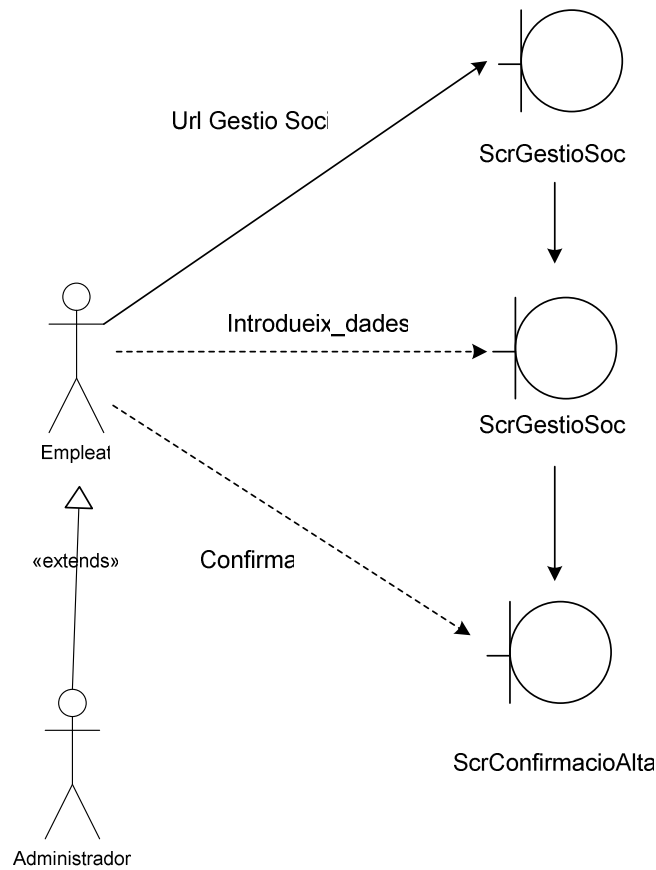 Url Gestio Soci
ScrGestioSoc
Introdueix_dades
ScrGestioSoc
Empleat
«extends»
Confirma
ScrConfirmacioAlta
Administrador